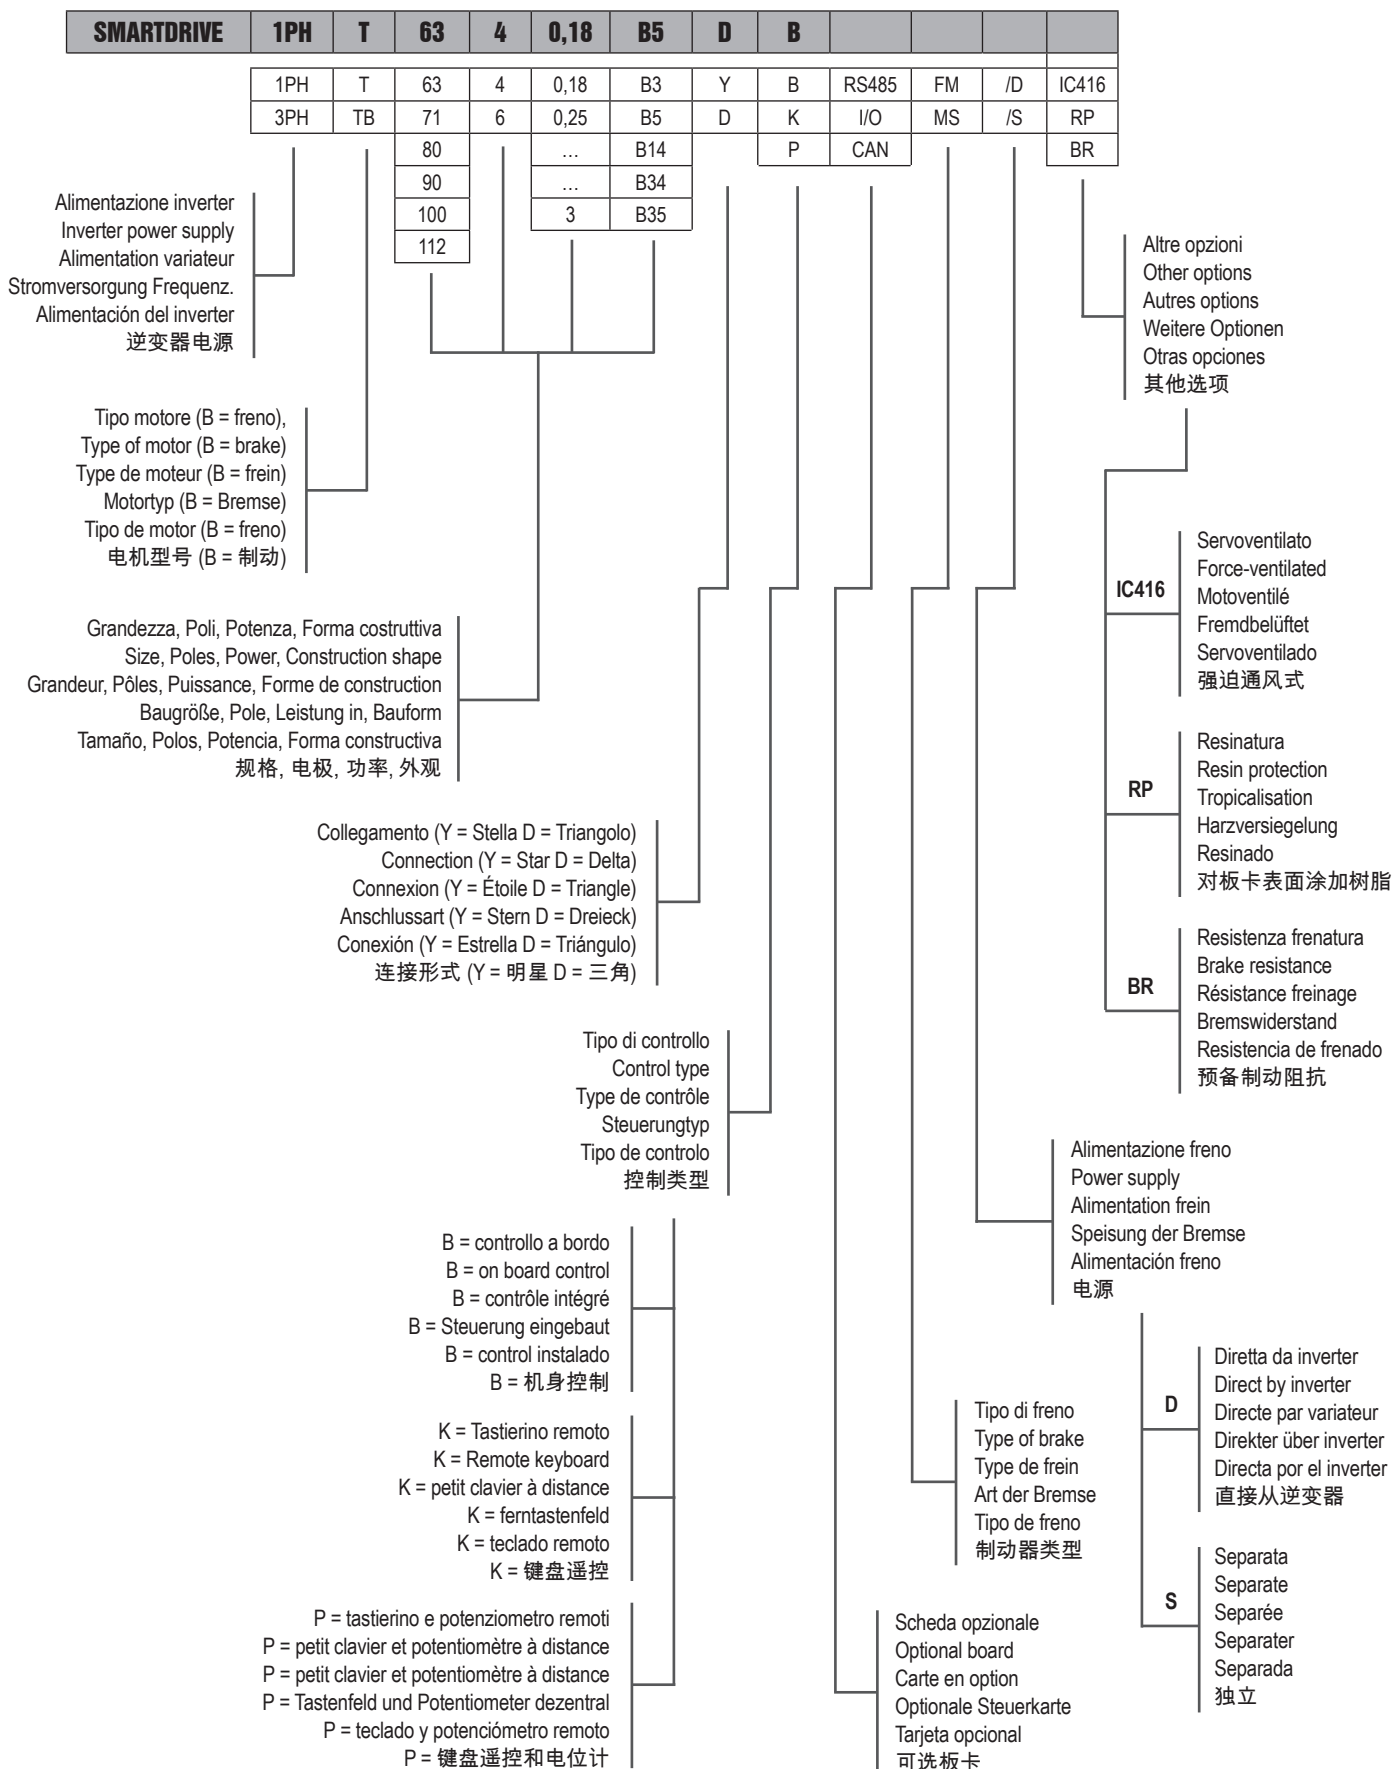 SMARTDRIVE 1PH T 63 4 0,18 B5 D B
1PH T 63 4 0,18 B3 Y B RS485 FM /D IC416
3PH TB 71 6 0,25 B5 D K I/O MS /S RP
80 ... B14 P CAN BR
90 ... B34
100 3 B35
112
Alimentazione inverter
Inverter power supply
Alimentation variateur
Stromversorgung Frequenz.
Alimentación del inverter
逆变器电源
Altre opzioni
Other options
Autres options
Weitere Optionen
Otras opciones
其他选项
Tipo motore (B = freno),
Type of motor (B = brake)
Type de moteur (B = frein)
Motortyp (B = Bremse)
Tipo de motor (B = freno)
电机型号 (B = 制动)
IC416
Servoventilato
Force-ventilated
Motoventilé
Fremdbelüftet
Servoventilado
强迫通风式
Grandezza, Poli, Potenza, Forma costruttiva
Size, Poles, Power, Construction shape
Grandeur, Pôles, Puissance, Forme de construction
Baugröße, Pole, Leistung in, Bauform
Tamaño, Polos, Potencia, Forma constructiva
规格, 电极, 功率, 外观
RP
Resinatura
Resin protection
Tropicalisation
Harzversiegelung
Resinado
对板卡表面涂加树脂
Collegamento (Y = Stella D = Triangolo)
Connection (Y = Star D = Delta)
Connexion (Y = Étoile D = Triangle)
Anschlussart (Y = Stern D = Dreieck)
Conexión (Y = Estrella D = Triángulo)
连接形式 (Y = 明星 D = 三角)
BR
Resistenza frenatura
Brake resistance
Résistance freinage
Bremswiderstand
Resistencia de frenado
预备制动阻抗
Tipo di controllo
Control type
Type de contrôle
Steuerungtyp
Tipo de controlo
控制类型
Alimentazione freno
Power supply
Alimentation frein
Speisung der Bremse
Alimentación freno
电源
B = controllo a bordo
B = on board control
B = contrôle intégré
B = Steuerung eingebaut
B = control instalado
B = 机身控制
D
Diretta da inverter
Direct by inverter
Directe par variateur
Direkter über inverter
Directa por el inverter
直接从逆变器
K = Tastierino remoto
K = Remote keyboard
K = petit clavier à distance
K = ferntastenfeld
K = teclado remoto
K = 键盘遥控
Tipo di freno
Type of brake
Type de frein
Art der Bremse
Tipo de freno
制动器类型
S
Separata
Separate
Separée
Separater
Separada
独立
P = tastierino e potenziometro remoti
P = petit clavier et potentiomètre à distance
P = petit clavier et potentiomètre à distance
P = Tastenfeld und Potentiometer dezentral
P = teclado y potenciómetro remoto
P = 键盘遥控和电位计
Scheda opzionale
Optional board
Carte en option
Optionale Steuerkarte
Tarjeta opcional
可选板卡